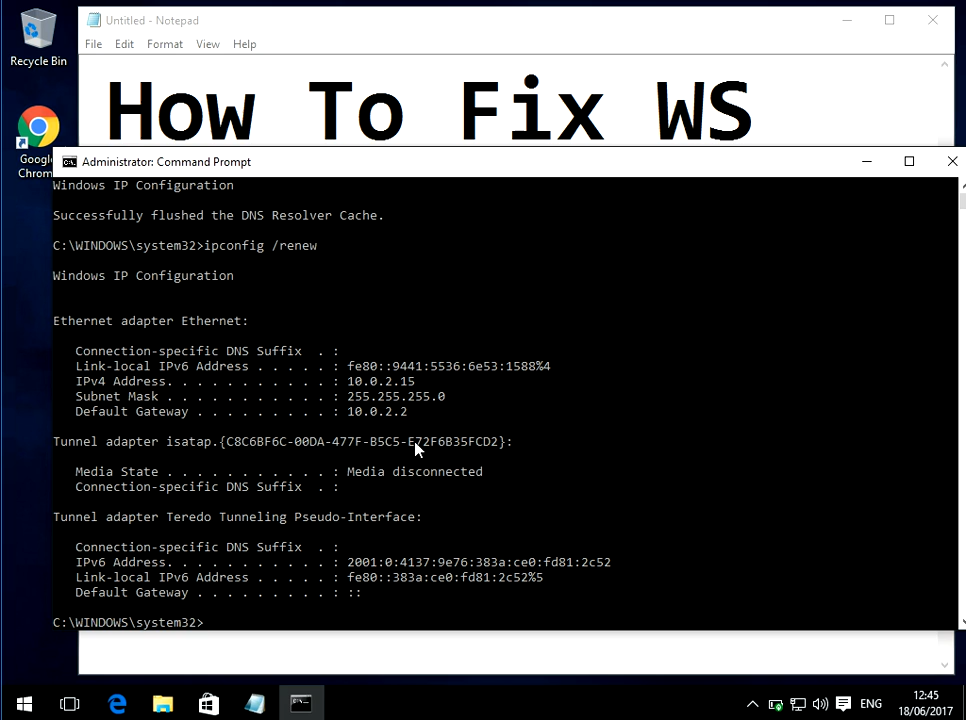 Recycle Bin
Untitled - Notepad
File Edit Format View Help
How To Fix WS
Google
Chrom
Administrator: Command Prompt
Windows IP Configuration
Successfully flushed the DNS Resolver Cache.
C:\WINDOWS\system32>ipconfig /renew
Windows IP Configuration
Ethernet adapter Ethernet:
Connection-specific DNS Suffix . :
Link-local IPv6 Address . . . . . : fe80::9441:5536:6e53:1588%4
IPv4 Address. . . . . . . . . . . : 10.0.2.15
Subnet Mask . . . . . . . . . . . : 255.255.255.0
Default Gateway . . . . . . . . . : 10.0.2.2
Tunnel adapter isatap.{C8C6BF6C-00DA-477F-B5C5-E72F6B35FCD2}:
Media State . . . . . . . . . . . : Media disconnected
Connection-specific DNS Suffix . :
Tunnel adapter Teredo Tunneling Pseudo-Interface:
Connection-specific DNS Suffix . :
IPv6 Address. . . . . . . . . . . : 2001:0:4137:9e76:383a:ce0:fd81:2c52
Link-local IPv6 Address . . . . . : fe80::383a:ce0:fd81:2c52%5
Default Gateway . . . . . . . . . : ::
C:\WINDOWS\system32>
ENG
12:45
18/06/2017